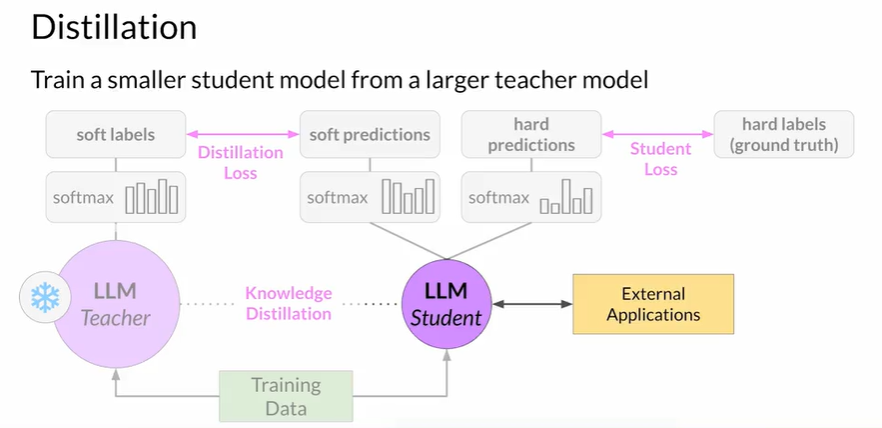 Distillation
Train a smaller student model from a larger teacher model
soft labels
Distillation
Loss
soft predictions
hard
predictions
Student
Loss
hard labels
(ground truth)
softmax
softmax
softmax
LLM
Teacher
Knowledge
Distillation
LLM
Student
External
Applications
Training
Data